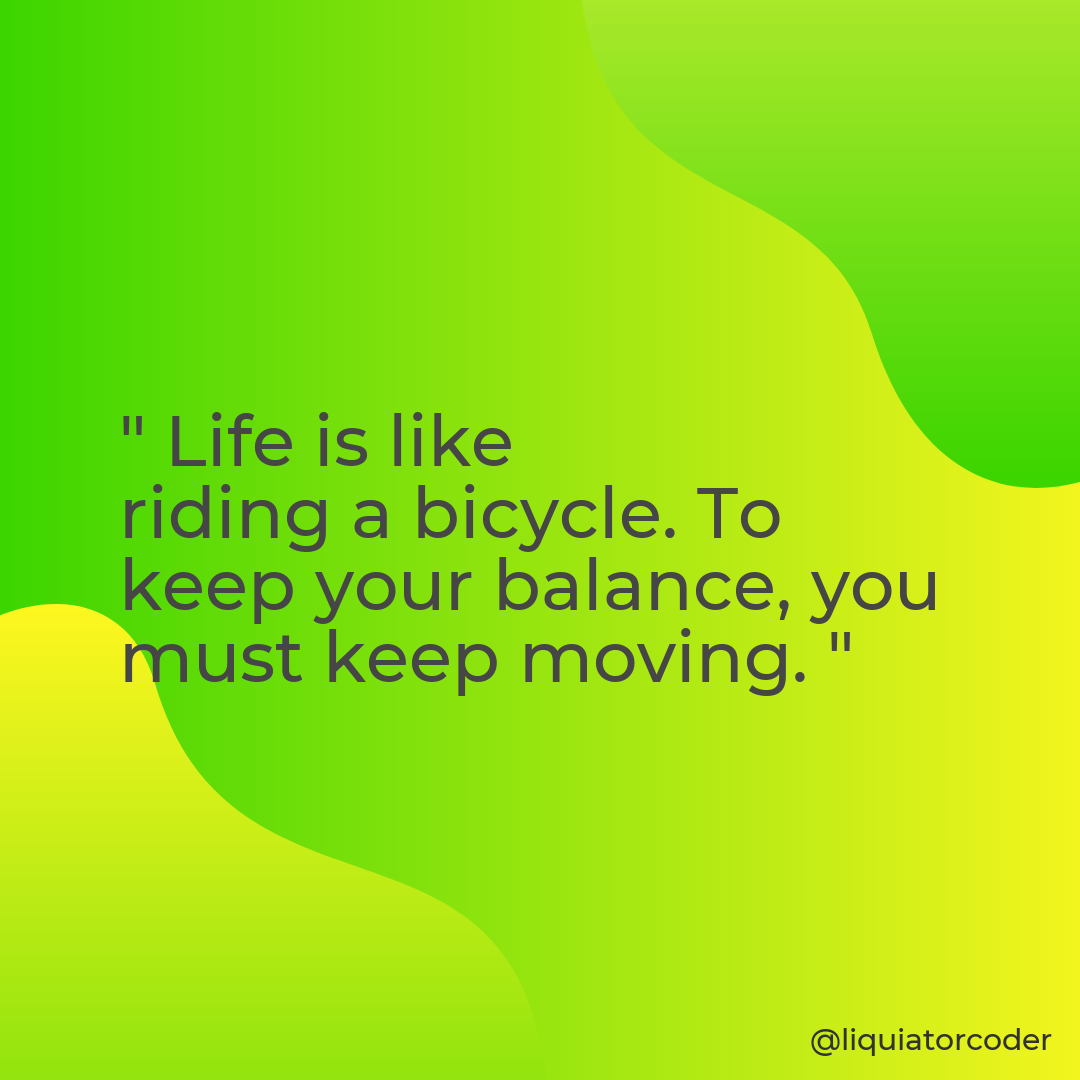 " Life is like
riding a bicycle. To
keep your balance, you
must keep moving. "
@liquiatorcoder